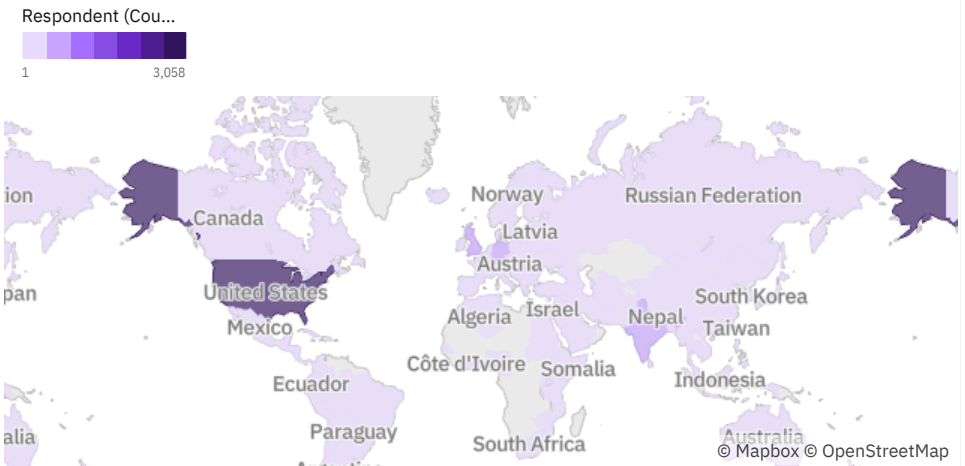 Respondent (Cou...
1 3,058
Norway
ion
Russian Federation
Canada
Latvia
Austria
pan
United States
South Korea
Algeria
Israel
Nepal
Mexico
Taiwan
Côte d'Ivoire
Somalia
Ecuador
Indonesia
Paraguay
alia
Australia
South Africa
© Mapbox © OpenStreetMap